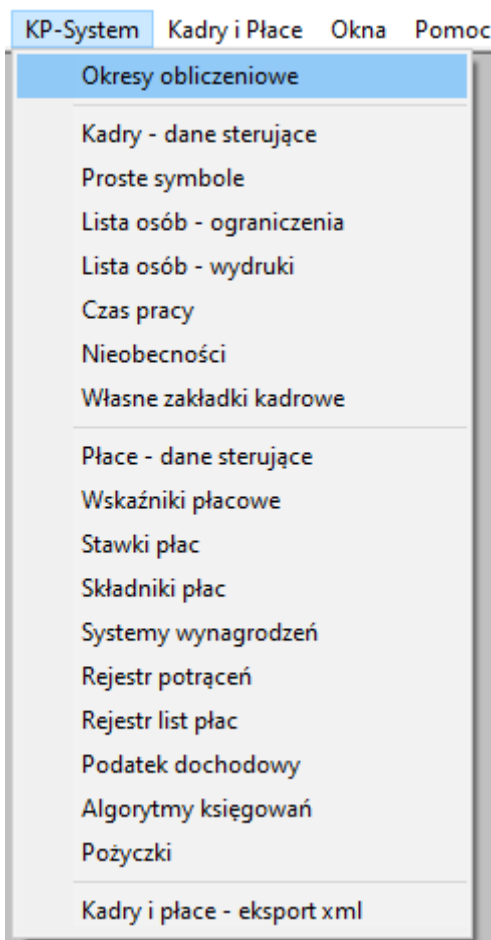 KP-System Kadry i Płace Okna Pomoc
Okresy obliczeniowe
Kadry - dane sterujące
Proste symbole
Lista osób - ograniczenia
Lista osób - wydruki
Czas pracy
Nieobecności
Własne zakładki kadrowe
Płace - dane sterujące
Wskaźniki płacowe
Stawki płac
Składniki płac
Systemy wynagrodzeń
Rejestr potrąceń
Rejestr list płac
Podatek dochodowy
Algorytmy księgowań
Pożyczki
Kadry i płace - eksport xml